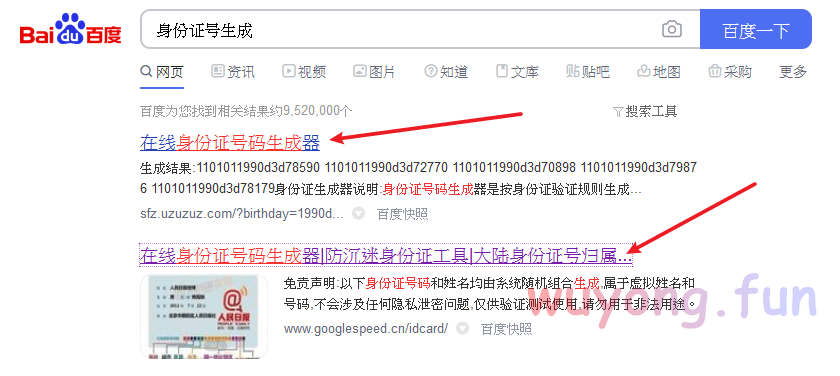 Bai du 百度
身份证号生成
百度一下
网页 资讯 视频 图片 知道 文库 贴吧 地图 采购 更多
百度为您找到相关结果约9,520,000个
搜索工具
在线身份证号码生成器
生成结果:1101011990d3d78590 1101011990d3d72770 1101011990d3d70898 1101011990d3d7987
6 1101011990d3d78179身份证生成器说明:身份证号码生成器是按身份证验证规则生成...
sfz.uzuzuz.com/?birthday=1990d... 百度快照
在线身份证号码生成器|防沉迷身份证工具|大陆身份证号归属...
免责声明:以下身份证号码和姓名均由系统随机组合生成,属于虚拟姓名和
号码,不会涉及任何隐私泄密问题,仅供验证测试使用,请勿用于非法用途。
www.googlespeed.cn/idcard/ 百度快照
人民日报
PEOPLE'S DAILY
wuyong.fun